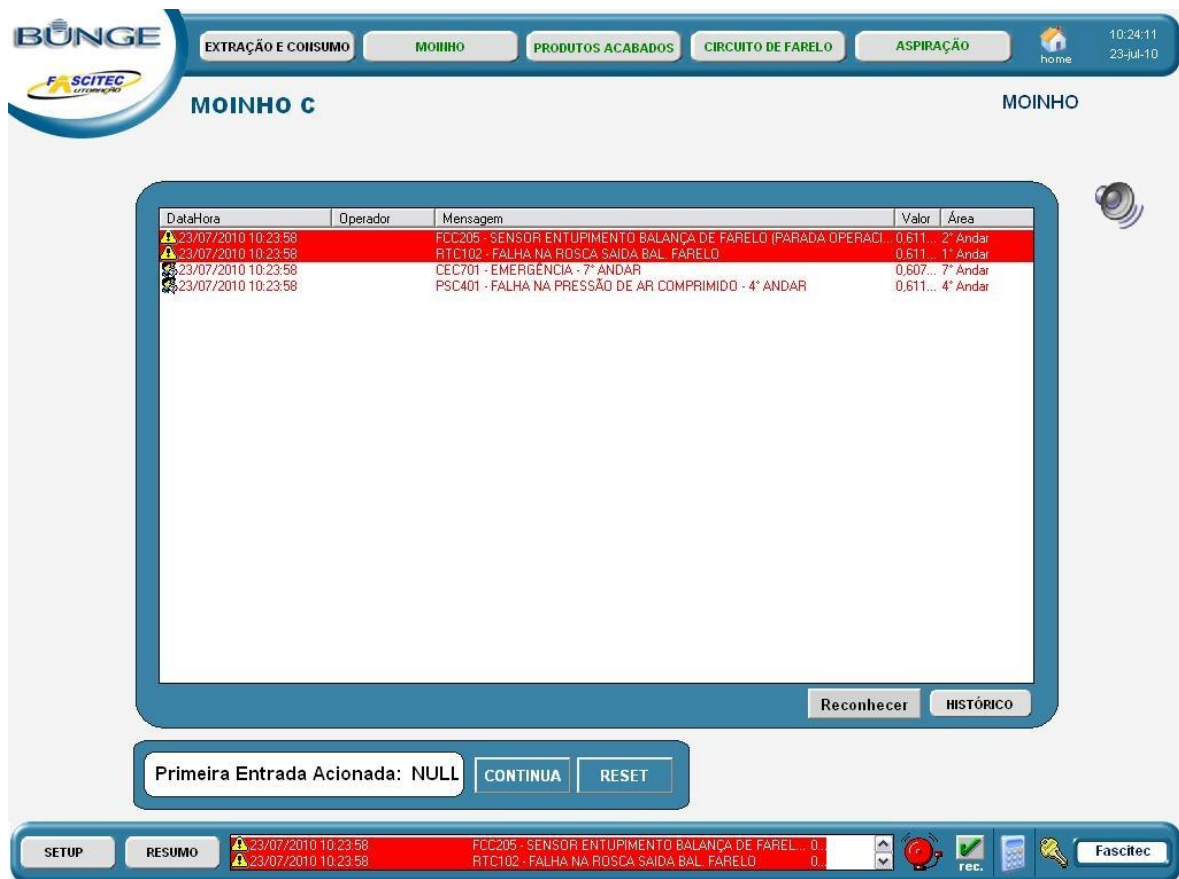 BUNGE
FASCITEC
AUTOMAÇÃO
EXTRAÇÃO E CONSUMO
MOINHO
PRODUTOS ACABADOS
CIRCUITO DE FARELO
ASPIRAÇÃO
home
10:24:11
23-jul-10
MOINHO C
MOINHO
DataHora Operador Mensagem Valor Área
23/07/2010 10:23:58 FCC205 - SENSOR ENTUPIMENTO BALANÇA DE FARELO (PARADA OPERACI... 0,611... 2° Andar
23/07/2010 10:23:58 RTC102 - FALHA NA ROSCA SAIDA BAL. FARELO 0,611... 1° Andar
23/07/2010 10:23:58 CEC701 - EMERGÊNCIA - 7° ANDAR 0,607... 7° Andar
23/07/2010 10:23:58 PSC401 - FALHA NA PRESSÃO DE AR COMPRIMIDO - 4° ANDAR 0,611... 4° Andar
Reconhecer
HISTÓRICO
Primeira Entrada Acionada: NULL
CONTINUA
RESET
SETUP
RESUMO
23/07/2010 10:23:58 FCC205 - SENSOR ENTUPIMENTO BALANÇA DE FAREL... 0...
23/07/2010 10:23:58 RTC102 - FALHA NA ROSCA SAIDA BAL. FARELO 0...
rec.
Fascitec